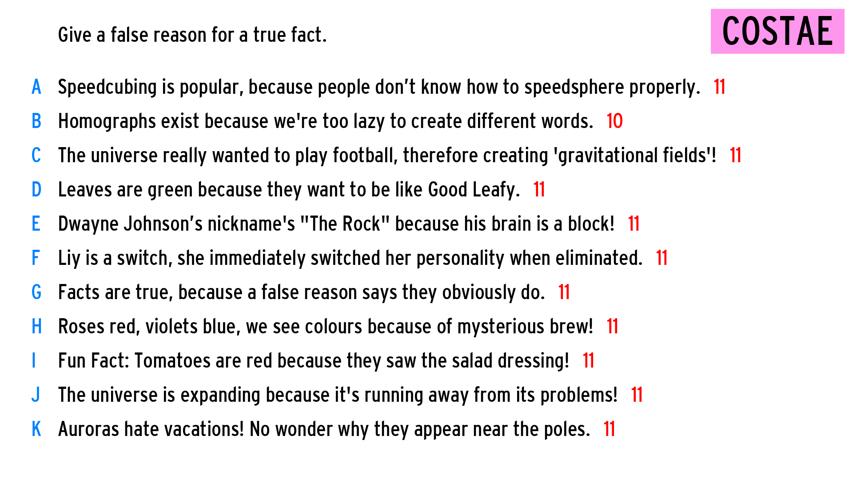 Give a false reason for a true fact.
COSTAE
A Speedcubing is popular, because people don’t know how to speedsphere properly. 11
B Homographs exist because we're too lazy to create different words. 10
C The universe really wanted to play football, therefore creating 'gravitational fields'! 11
D Leaves are green because they want to be like Good Leafy. 11
E Dwayne Johnson’s nickname's "The Rock" because his brain is a block! 11
F Liy is a switch, she immediately switched her personality when eliminated. 11
G Facts are true, because a false reason says they obviously do. 11
H Roses red, violets blue, we see colours because of mysterious brew! 11
I Fun Fact: Tomatoes are red because they saw the salad dressing! 11
J The universe is expanding because it's running away from its problems! 11
K Auroras hate vacations! No wonder why they appear near the poles. 11